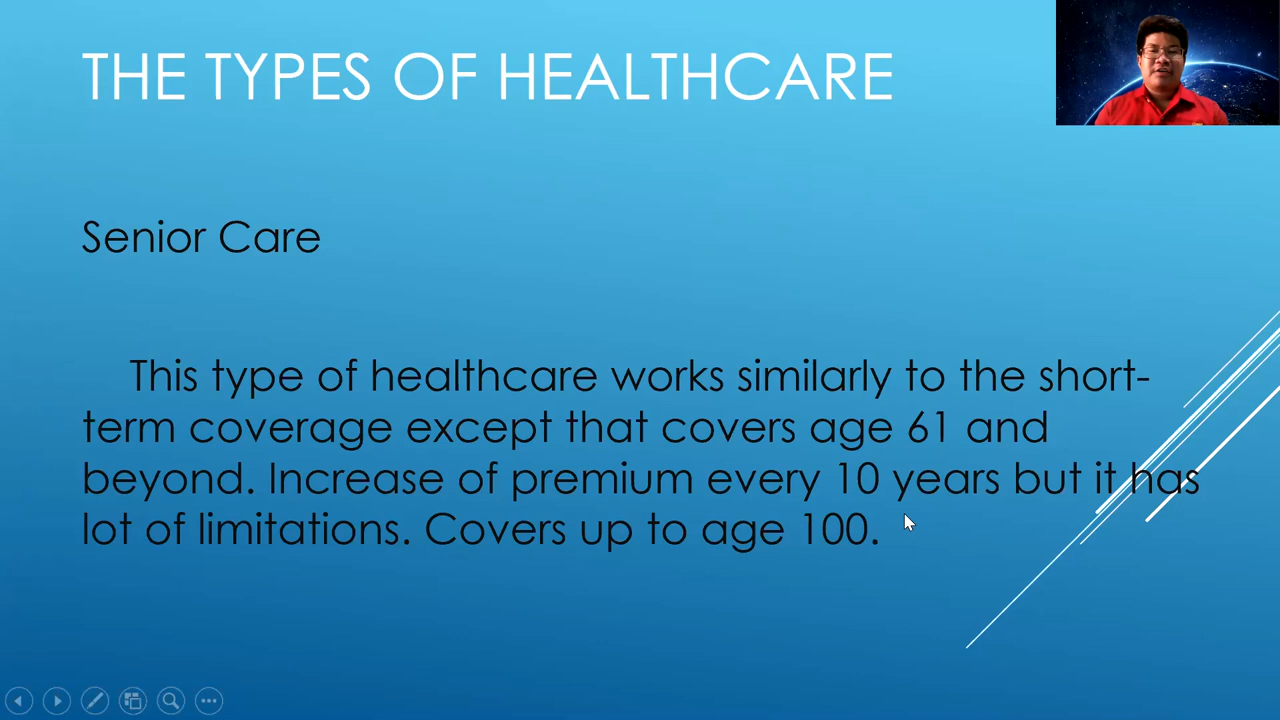 THE TYPES OF HEALTHCARE
Senior Care
This type of healthcare works similarly to the short-
term coverage except that covers age 61 and
beyond. Increase of premium every 10 years but it has
lot of limitations. Covers up to age 100.